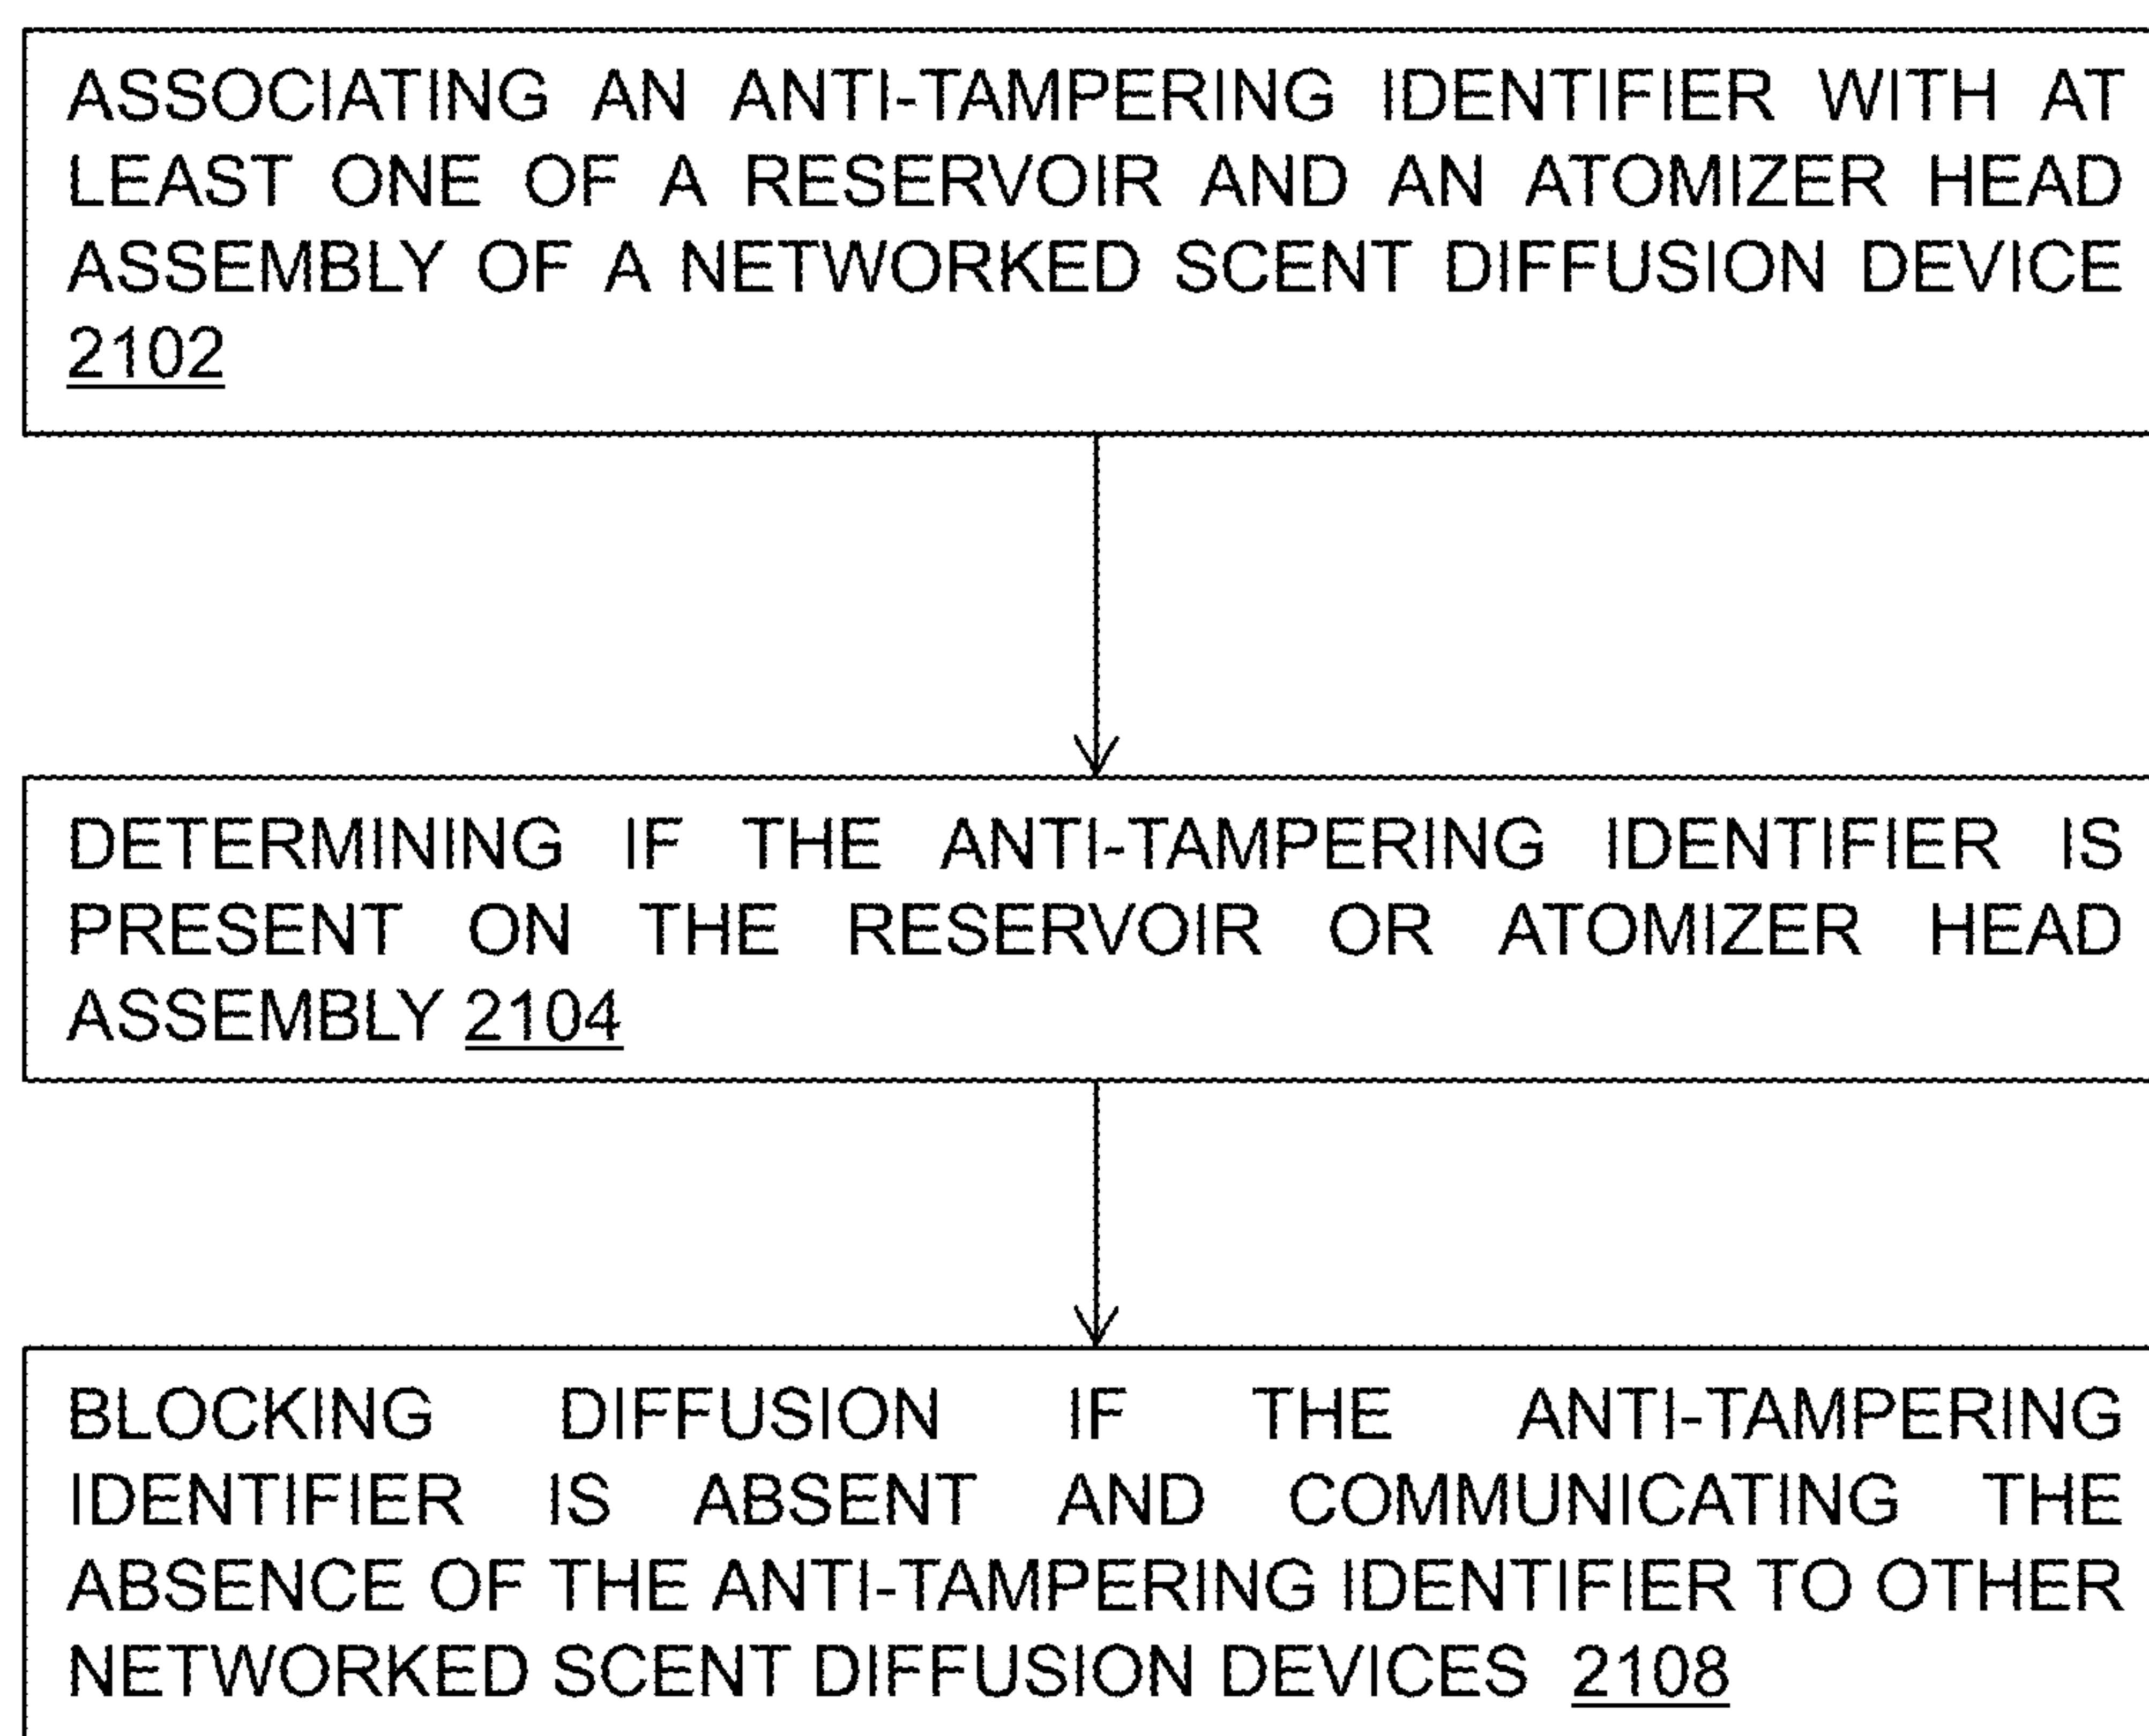 ASSOCIATING AN ANTI-TAMPERING IDENTIFIER WITH AT
LEAST ONE OF A RESERVOIR AND AN ATOMIZER HEAD
ASSEMBLY OF A NETWORKED SCENT DIFFUSION DEVICE
2102
DETERMINING IF THE ANTI-TAMPERING IDENTIFIER IS
PRESENT ON THE RESERVOIR OR ATOMIZER HEAD
ASSEMBLY 2104
BLOCKING DIFFUSION IF THE ANTI-TAMPERING
IDENTIFIER IS ABSENT AND COMMUNICATING THE
ABSENCE OF THE ANTI-TAMPERING IDENTIFIER TO OTHER
NETWORKED SCENT DIFFUSION DEVICES 2108